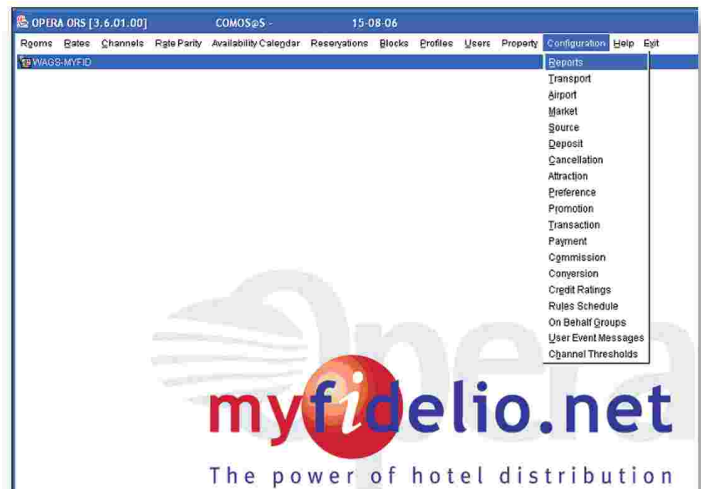 OPERA ORS [3.6.01.00] COMOS@S - 15-08-06
Rooms Rates Channels Rate Parity Availability Calendar Reservations Blocks Profiles Users Property Configuration Help Exit
WAGS-MYFID
Reports
Transport
Airport
Market
Source
Deposit
Cancellation
Attraction
Preference
Promotion
Transaction
Payment
Commission
Conversion
Credit Ratings
Rules Schedule
On Behalf Groups
User Event Messages
Channel Thresholds
Opera
myfidelio.net
The power of hotel distribution